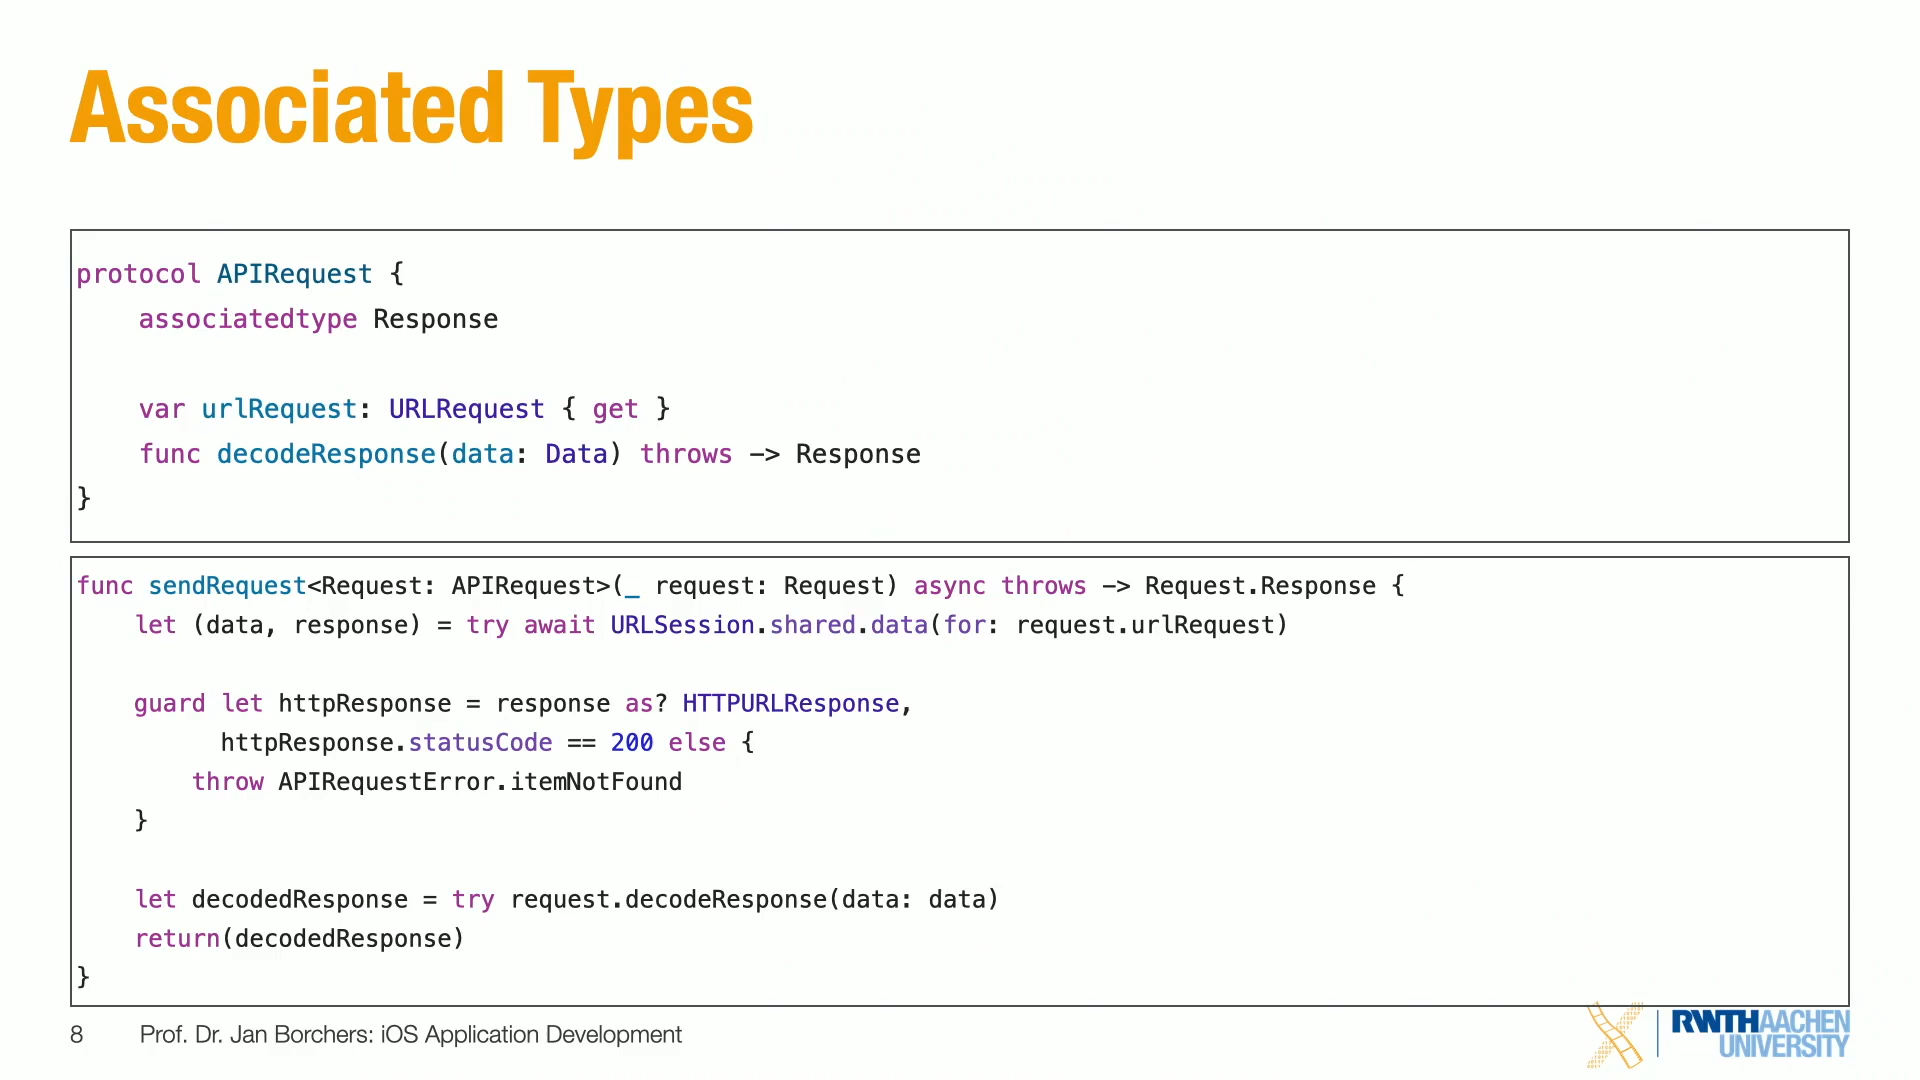 Associated Types
protocol APIRequest {
    associatedtype Response

    var urlRequest: URLRequest { get }
    func decodeResponse(data: Data) throws -> Response
}
func sendRequest<Request: APIRequest>(_ request: Request) async throws -> Request.Response {
    let (data, response) = try await URLSession.shared.data(for: request.urlRequest)

    guard let httpResponse = response as? HTTPURLResponse,
          httpResponse.statusCode == 200 else {
        throw APIRequestError.itemNotFound
    }

    let decodedResponse = try request.decodeResponse(data: data)
    return(decodedResponse)
}
8 Prof. Dr. Jan Borchers: iOS Application Development
RWTHAACHEN
UNIVERSITY